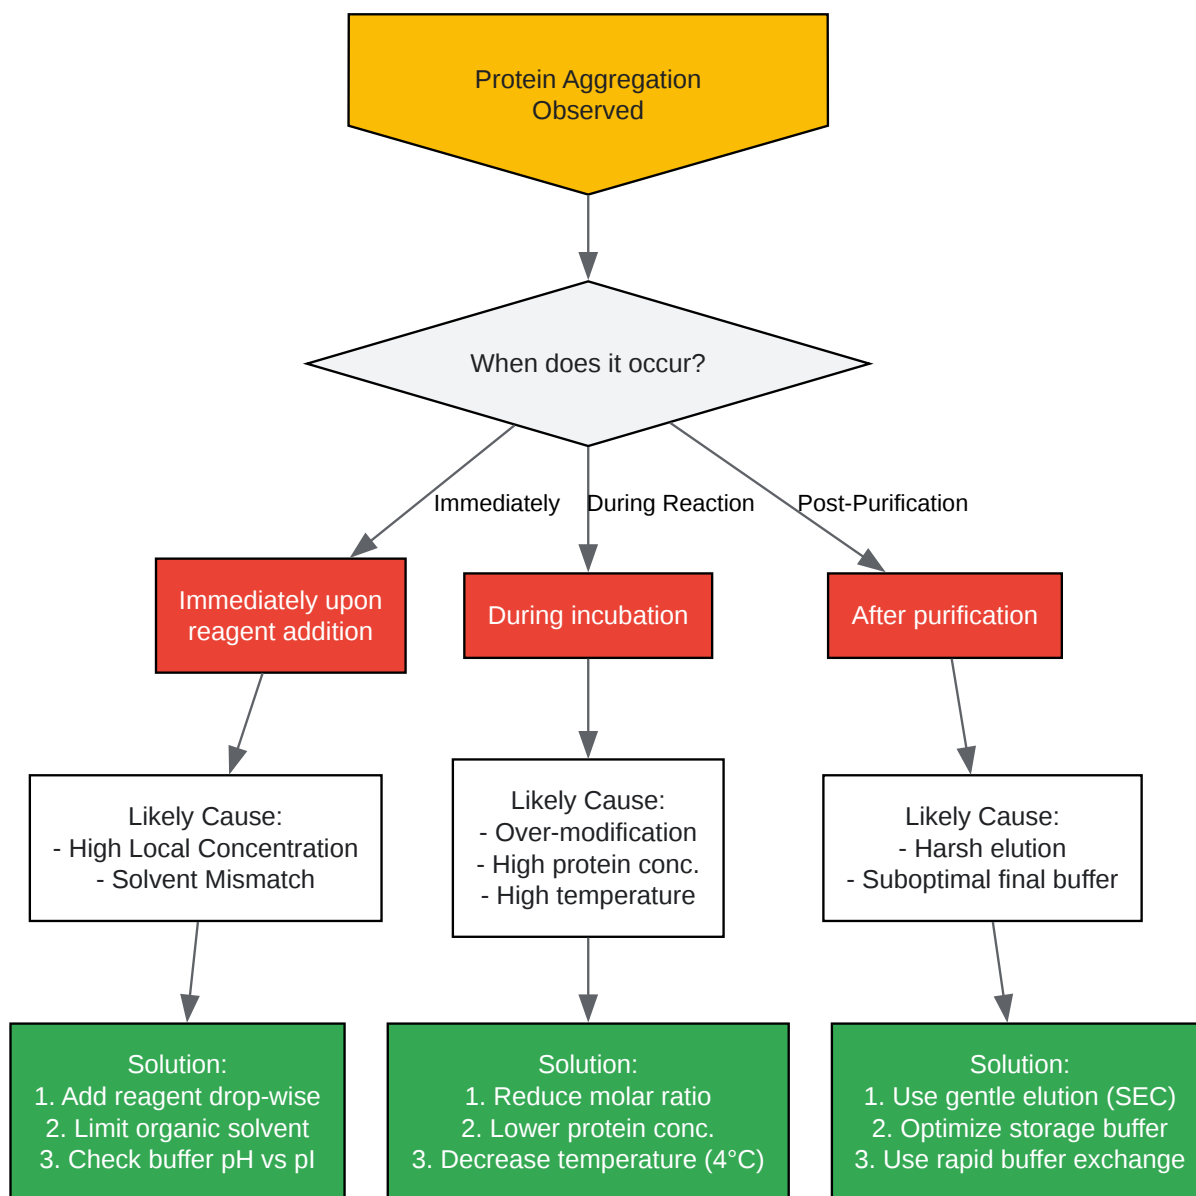 Protein Aggregation
Observed
When does it occur?
Immediately
During Reaction
Post-Purification
Immediately upon
reagent addition
During incubation
After purification
Likely Cause:
- High Local Concentration
- Solvent Mismatch
Likely Cause:
- Over-modification
- High protein conc.
- High temperature
Likely Cause:
- Harsh elution
- Suboptimal final buffer
Solution:
1. Add reagent drop-wise
2. Limit organic solvent
3. Check buffer pH vs pI
Solution:
1. Reduce molar ratio
2. Lower protein conc.
3. Decrease temperature (4°C)
Solution:
1. Use gentle elution (SEC)
2. Optimize storage buffer
3. Use rapid buffer exchange